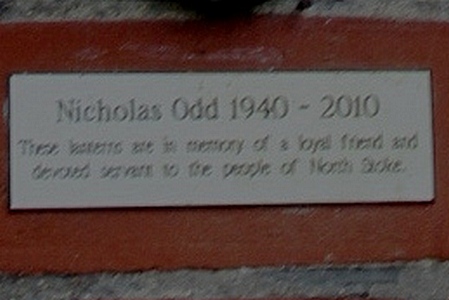 Nicholas Odd 1940 - 2010
These lanterns are in memory of a loyal friend and
devoted servant to the people of North Stoke.